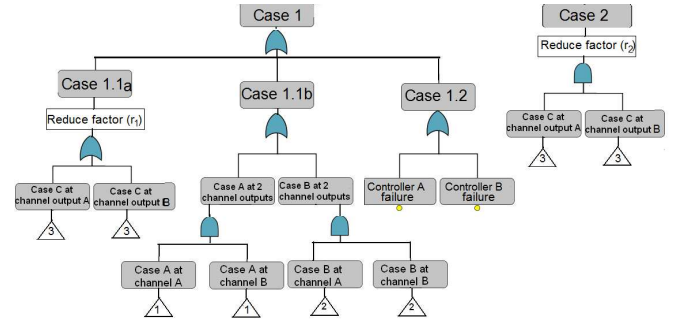 Case 1
Case 2
Reduce factor (r2)
Case 1.1a
Case 1.1b
Case 1.2
Reduce factor (r1)
Case C at
channel output A
Case C at
channel output B
3
3
Case C at
channel output A
Case C at
channel output B
3
3
Case A at 2
channel outputs
Case B at 2
channel outputs
Controller A
failure
Controller B
failure
Case A at
channel A
Case A at
channel B
Case B at
channel A
Case B at
channel B
1
1
2
2